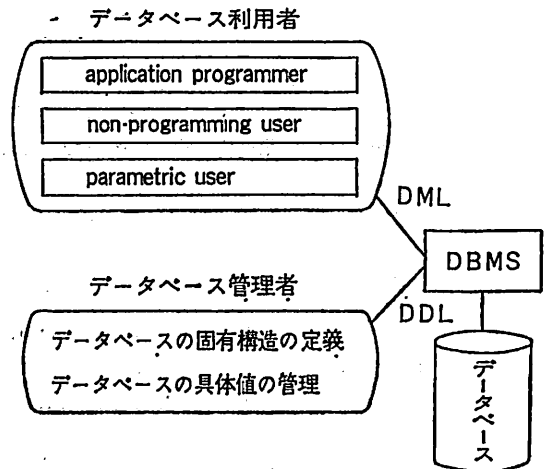 データベース利用者
application programmer
non-programming user
parametric user
DML
DBMS
データベース管理者
DDL
データベースの固有構造の定義
データベースの具体値の管理
データベース